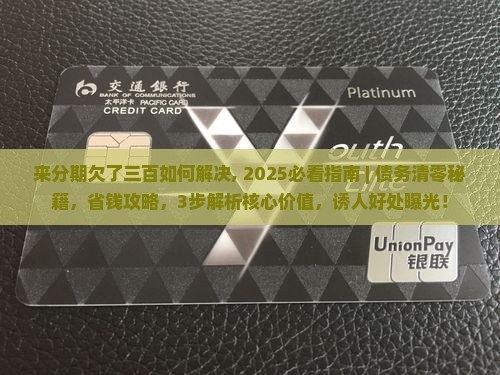 交通銀行
BANK OF COMMUNICATIONS
太平洋卡 PACIFIC CARD
CREDIT CARD
Platinum
outh
来分期欠了三百如何解决, 2025必看指南 | 债务清零秘
籍，省钱攻略，3步解析核心价值，诱人好处曝光！
UnionPay
银联